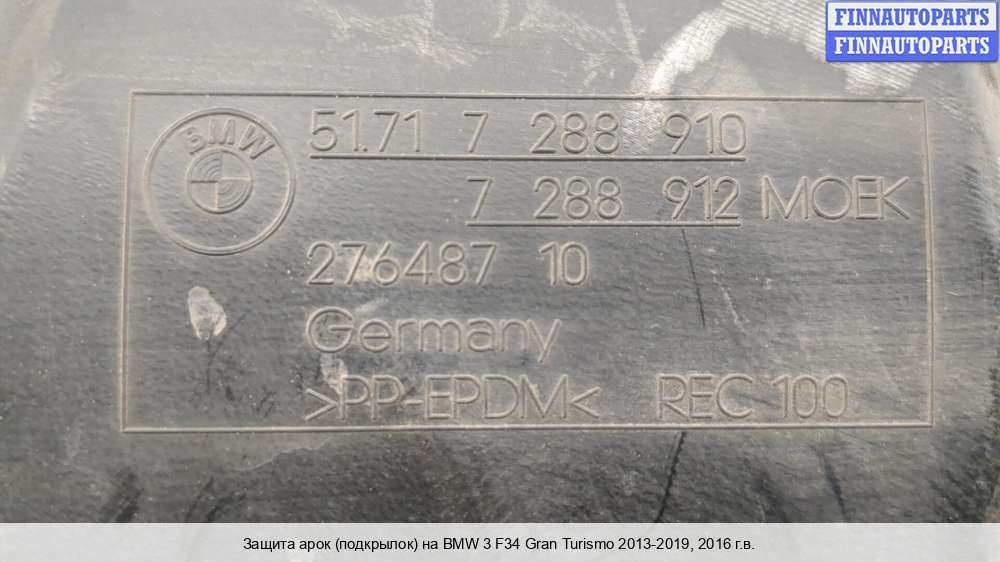 FINNAUTOPARTS
FINNAUTOPARTS
BMW
51.71 7 288 910
7 288 912 MOEK
276487 10
Germany
>PP-EPDM< REC 100
Защита арок (подкрылок) на BMW 3 F34 Gran Turismo 2013-2019, 2016 г.в.